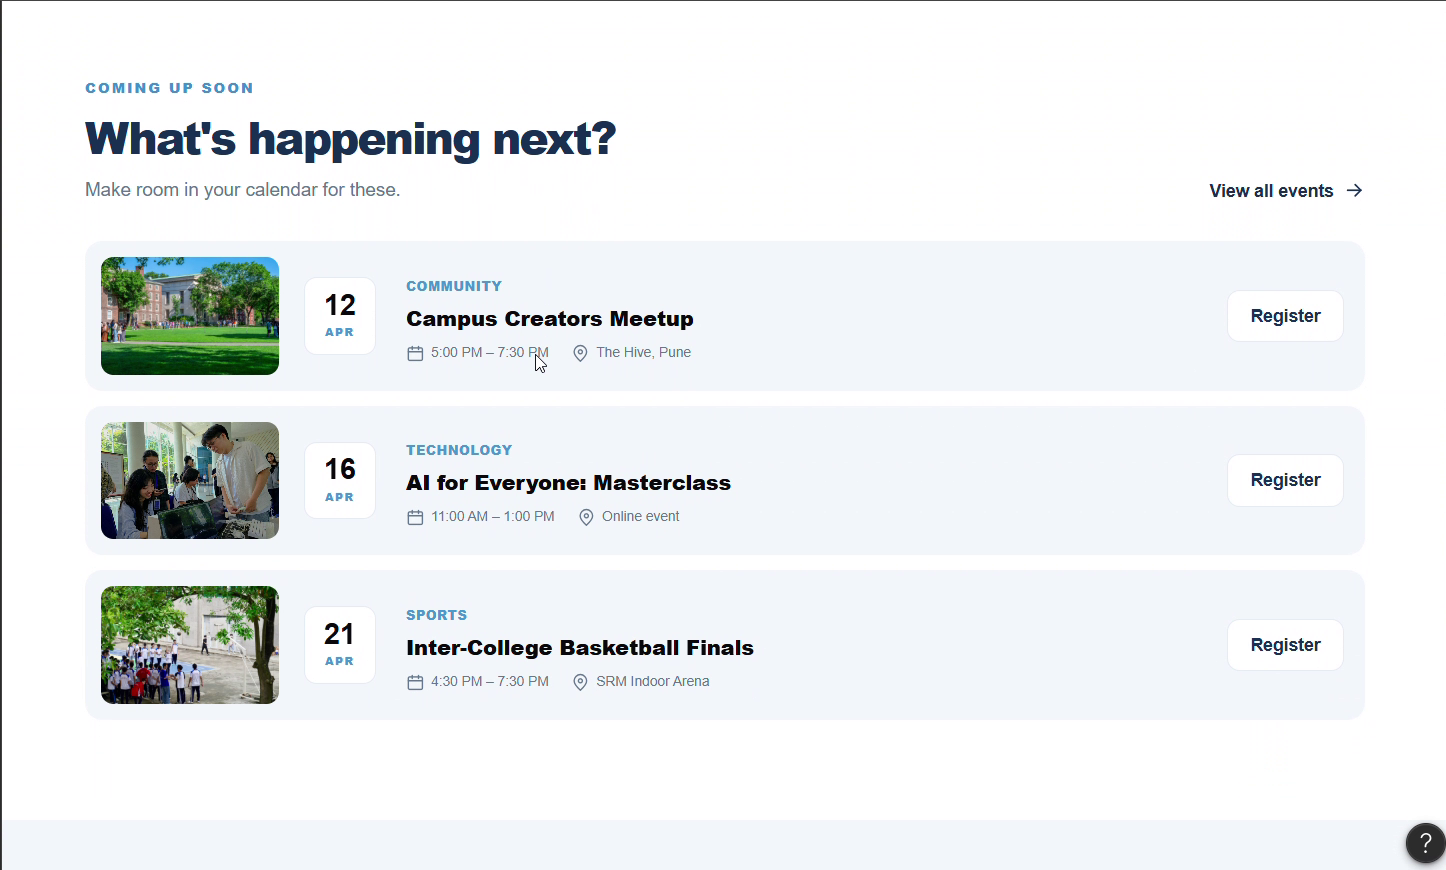 COMING UP SOON
What's happening next?
Make room in your calendar for these.
View all events
12
APR
COMMUNITY
Campus Creators Meetup
5:00 PM – 7:30 PM
The Hive, Pune
Register
16
APR
TECHNOLOGY
AI for Everyone: Masterclass
11:00 AM – 1:00 PM
Online event
Register
21
APR
SPORTS
Inter-College Basketball Finals
4:30 PM – 7:30 PM
SRM Indoor Arena
Register
?